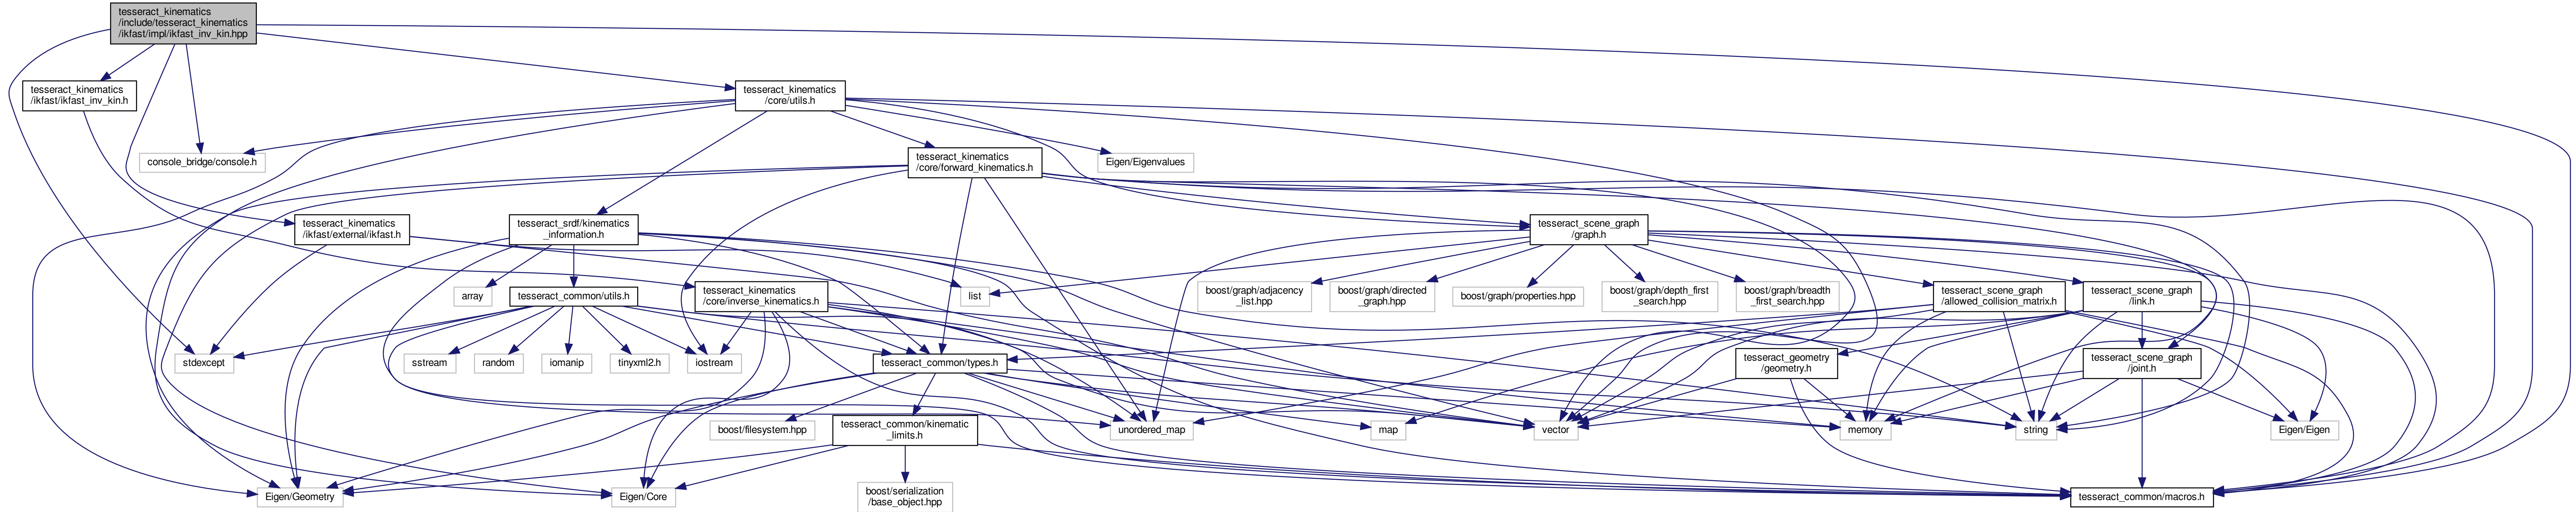 tesseract_kinematics
/include/tesseract_kinematics
/ikfast/impl/ikfast_inv_kin.hpp
tesseract_kinematics
/ikfast/ikfast_inv_kin.h
tesseract_kinematics
/core/utils.h
console_bridge/console.h
tesseract_kinematics
/core/forward_kinematics.h
Eigen/Eigenvalues
tesseract_kinematics
/ikfast/external/ikfast.h
tesseract_srdf/kinematics
_information.h
tesseract_scene_graph
/graph.h
array
tesseract_common/utils.h
tesseract_kinematics
/core/inverse_kinematics.h
list
boost/graph/adjacency
_list.hpp
boost/graph/directed
_graph.hpp
boost/graph/properties.hpp
boost/graph/depth_first
_search.hpp
boost/graph/breadth
_first_search.hpp
tesseract_scene_graph
/allowed_collision_matrix.h
tesseract_scene_graph
/link.h
stdexcept
sstream
random
iomanip
tinyxml2.h
iostream
tesseract_common/types.h
tesseract_geometry
/geometry.h
tesseract_scene_graph
/joint.h
boost/filesystem.hpp
tesseract_common/kinematic
_limits.h
unordered_map
map
vector
memory
string
Eigen/Eigen
Eigen/Geometry
Eigen/Core
boost/serialization
/base_object.hpp
tesseract_common/macros.h